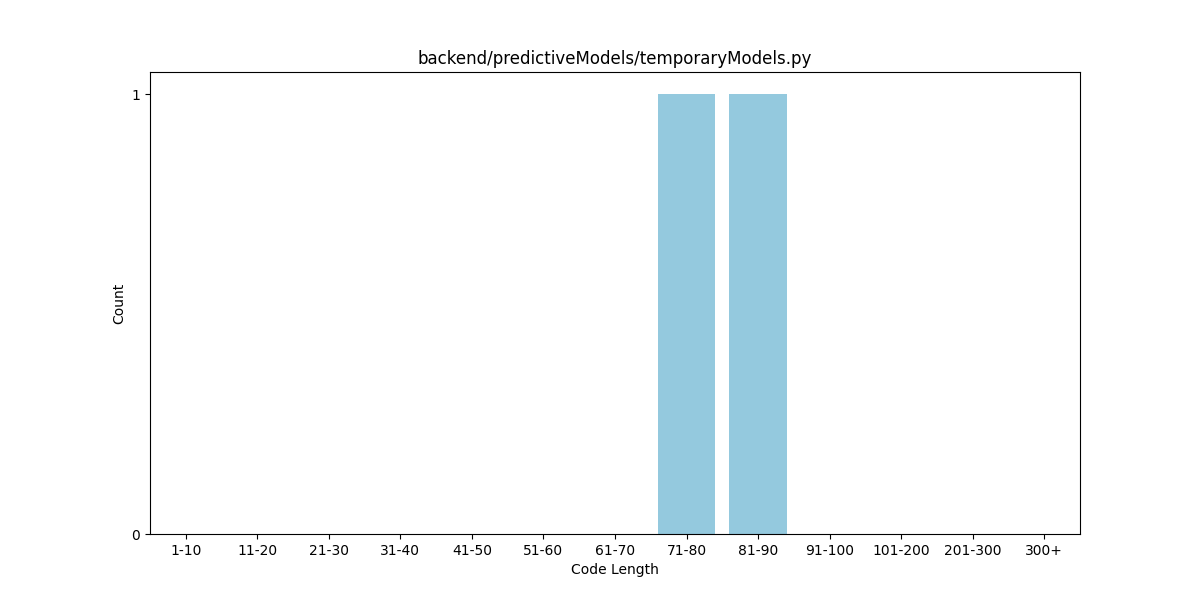 backend/predictiveModels/temporaryModels.py
1
Count
0
1-10 11-20 21-30 31-40 41-50 51-60 61-70 71-80 81-90 91-100 101-200 201-300 300+
Code Length